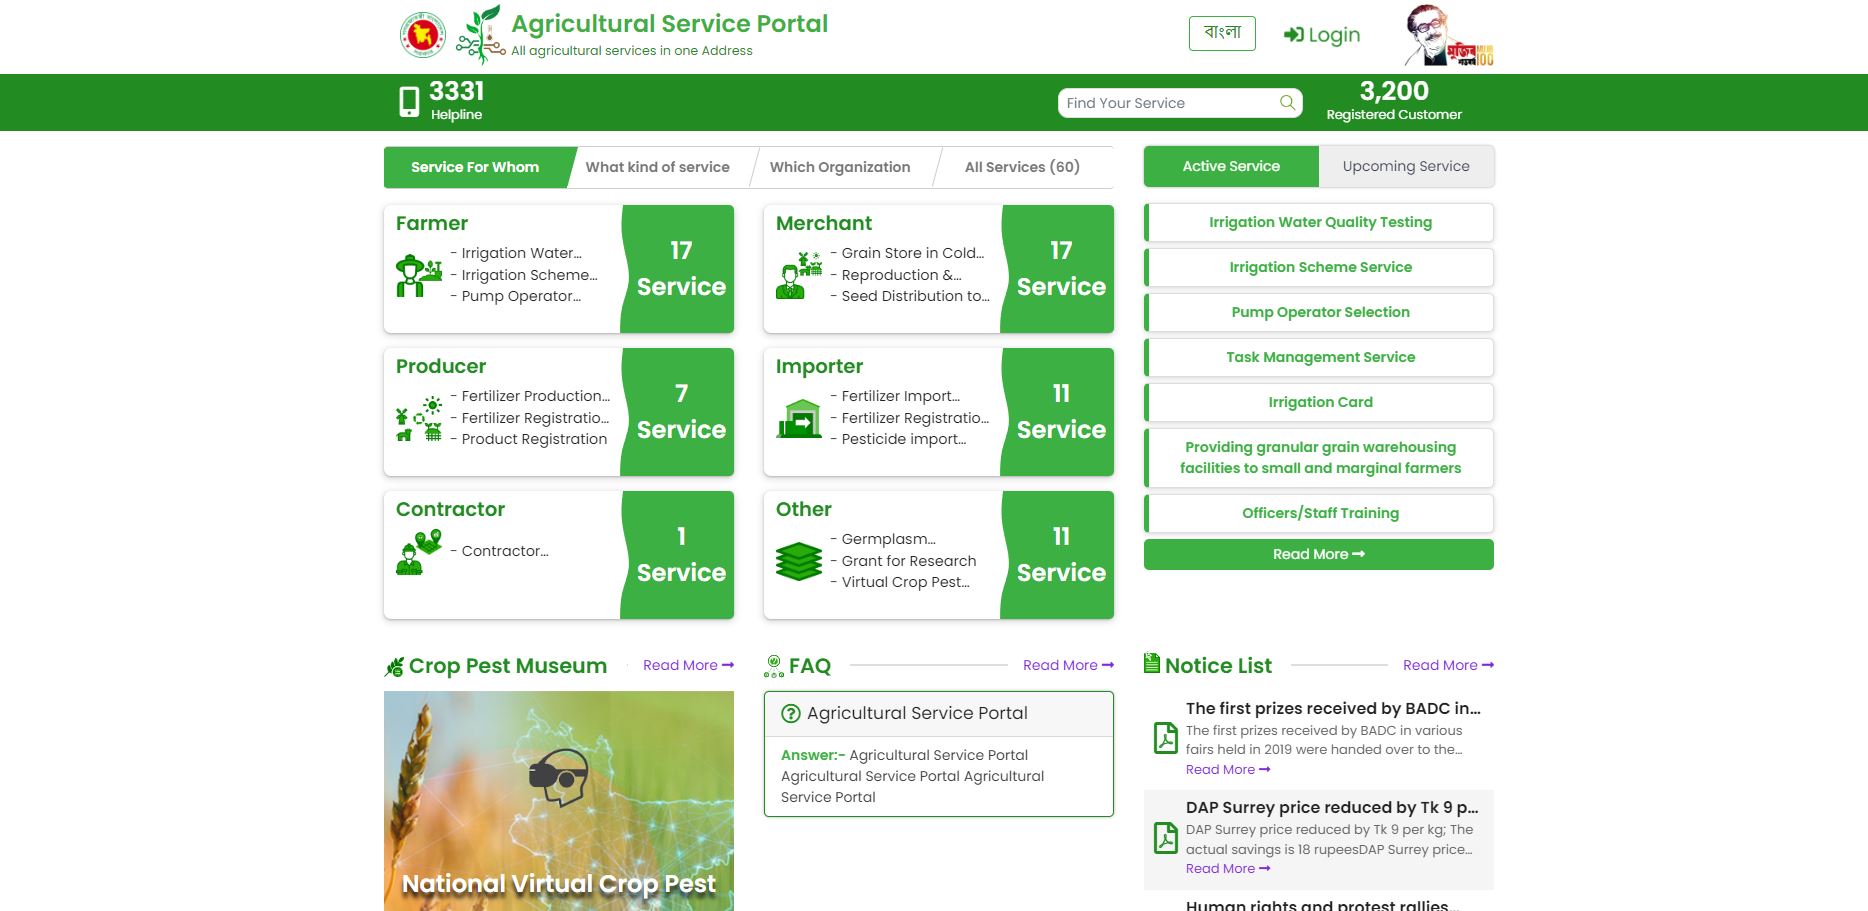 Agricultural Service Portal
All agricultural services in one Address
বাংলা
Login
মুজিব
শতবর্ষ
100
3331
Helpline
Find Your Service
3,200
Registered Customer
Service For Whom
What kind of service
Which Organization
All Services (60)
Active Service
Upcoming Service
Farmer
- Irrigation Water...
- Irrigation Scheme...
- Pump Operator...
17
Service
Merchant
- Grain Store in Cold...
- Reproduction &...
- Seed Distribution to...
17
Service
Irrigation Water Quality Testing
Irrigation Scheme Service
Pump Operator Selection
Task Management Service
Irrigation Card
Providing granular grain warehousing
facilities to small and marginal farmers
Officers/Staff Training
Read More
Producer
- Fertilizer Production...
- Fertilizer Registratio...
- Product Registration
7
Service
Importer
- Fertilizer Import...
- Fertilizer Registratio...
- Pesticide import...
11
Service
Contractor
- Contractor...
1
Service
Other
- Germplasm...
- Grant for Research
- Virtual Crop Pest...
11
Service
Crop Pest Museum
Read More
National Virtual Crop Pest
FAQ
Read More
Agricultural Service Portal
Answer:- Agricultural Service Portal
Agricultural Service Portal Agricultural
Service Portal
Notice List
Read More
The first prizes received by BADC in...
The first prizes received by BADC in various
fairs held in 2019 were handed over to the...
Read More
DAP Surrey price reduced by Tk 9 p...
DAP Surrey price reduced by Tk 9 per kg; The
actual savings is 18 rupeesDAP Surrey price...
Read More
Human rights and protest rallies...